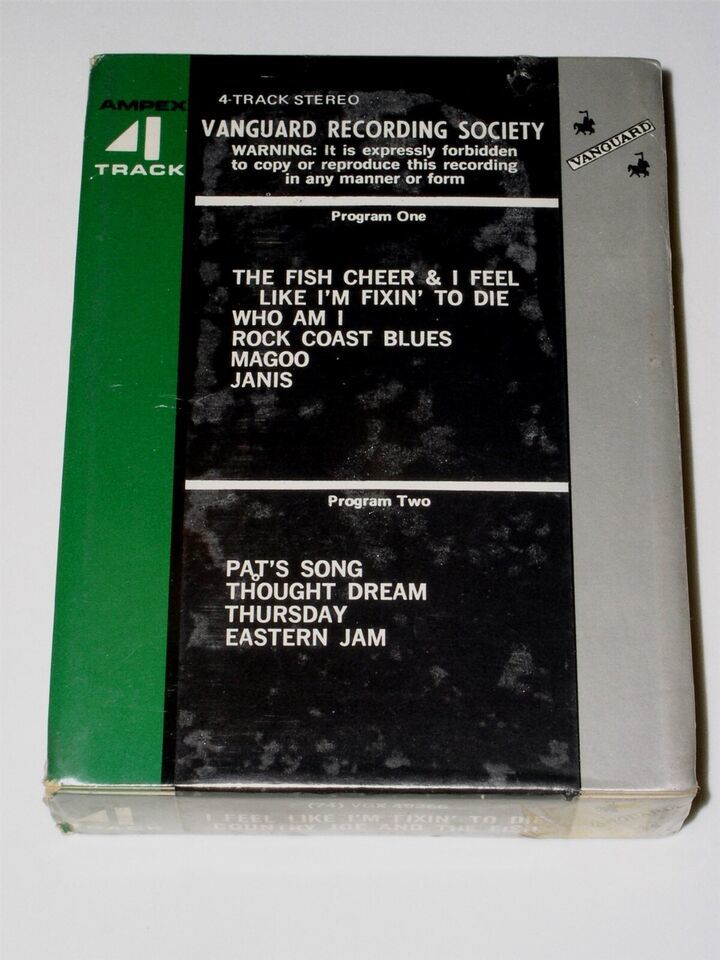 AMPEX
4
TRACK
4-TRACK STEREO
VANGUARD RECORDING SOCIETY
WARNING: It is expressly forbidden
to copy or reproduce this recording
in any manner or form
VANGUARD
Program One
THE FISH CHEER & I FEEL
LIKE I'M FIXIN' TO DIE
WHO AM I
ROCK COAST BLUES
MAGOO
JANIS
Program Two
PAT'S SONG
THOUGHT DREAM
THURSDAY
EASTERN JAM
4
(74) VGX
I FEEL LIKE I'M FIXIN' TO DIE
COUNTRY JOE AND THE FISH